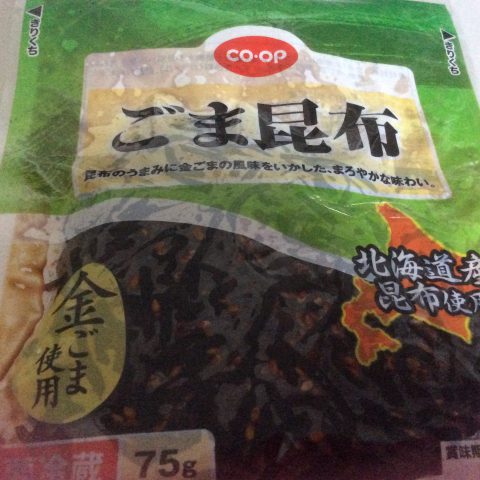 きりくち
きりくち
CO·OP
ごま昆布
昆布のうまみに金ごまの風味をいかした、まろやかな味わい。
北海道産
昆布使用
金ごま
使用
冷蔵
75g
賞味期